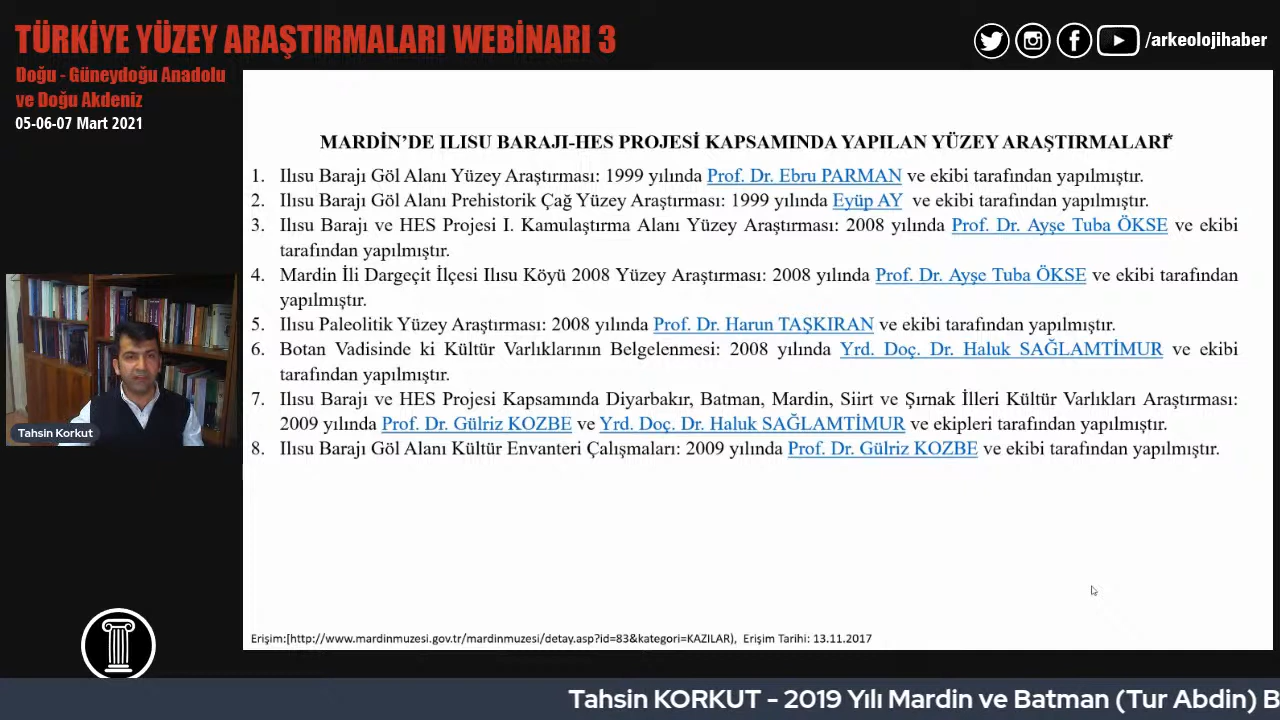 TÜRKİYE YÜZEY ARAŞTIRMALARI WEBİNARI 3
Doğu - Güneydoğu Anadolu
ve Doğu Akdeniz
05-06-07 Mart 2021
/arkeolojihaber
MARDİN’DE ILISU BARAJI-HES PROJESİ KAPSAMINDA YAPILAN YÜZEY ARAŞTIRMALARI*
1. Ilısu Barajı Göl Alanı Yüzey Araştırması: 1999 yılında Prof. Dr. Ebru PARMAN ve ekibi tarafından yapılmıştır.
2. Ilısu Barajı Göl Alanı Prehistorik Çağ Yüzey Araştırması: 1999 yılında Eyüp AY ve ekibi tarafından yapılmıştır.
3. Ilısu Barajı ve HES Projesi I. Kamulaştırma Alanı Yüzey Araştırması: 2008 yılında Prof. Dr. Ayşe Tuba ÖKSE ve ekibi
tarafından yapılmıştır.
4. Mardin İli Dargeçit İlçesi Ilısu Köyü 2008 Yüzey Araştırması: 2008 yılında Prof. Dr. Ayşe Tuba ÖKSE ve ekibi tarafından
yapılmıştır.
5. Ilısu Paleolitik Yüzey Araştırması: 2008 yılında Prof. Dr. Harun TAŞKIRAN ve ekibi tarafından yapılmıştır.
6. Botan Vadisinde ki Kültür Varlıklarının Belgelenmesi: 2008 yılında Yrd. Doç. Dr. Haluk SAĞLAMTİMUR ve ekibi
tarafından yapılmıştır.
7. Ilısu Barajı ve HES Projesi Kapsamında Diyarbakır, Batman, Mardin, Siirt ve Şırnak İlleri Kültür Varlıkları Araştırması:
2009 yılında Prof. Dr. Gülriz KOZBE ve Yrd. Doç. Dr. Haluk SAĞLAMTİMUR ve ekipleri tarafından yapılmıştır.
8. Ilısu Barajı Göl Alanı Kültür Envanteri Çalışmaları: 2009 yılında Prof. Dr. Gülriz KOZBE ve ekibi tarafından yapılmıştır.
Tahsin Korkut
Erişim:[http://www.mardinmuzesi.gov.tr/mardinmuzesi/detay.asp?id=83&kategori=KAZILAR), Erişim Tarihi: 13.11.2017
Tahsin KORKUT - 2019 Yılı Mardin ve Batman (Tur Abdin) B